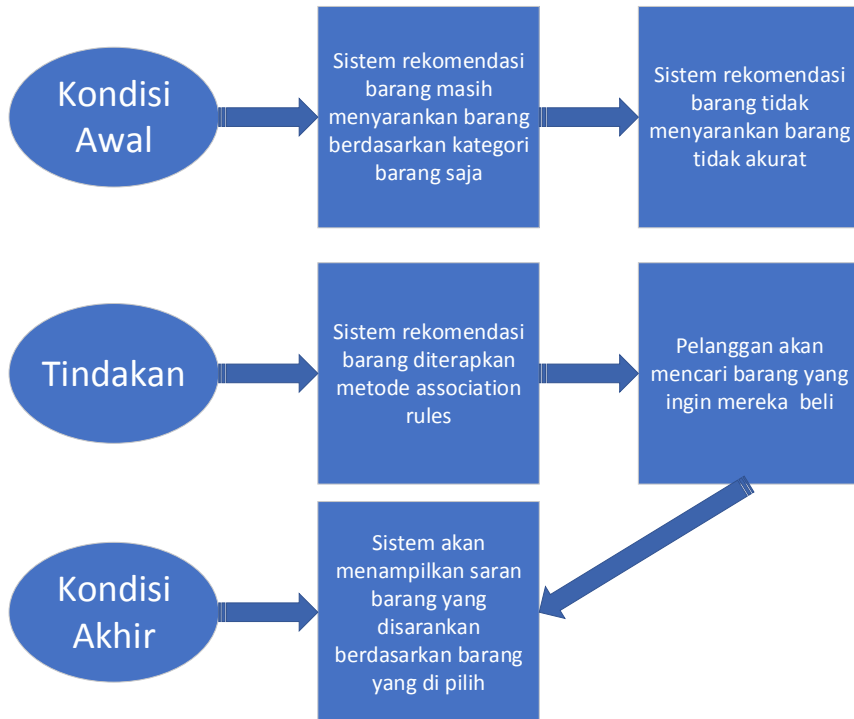 Kondisi
Awal
Sistem rekomendasi
barang masih
menyarankan barang
berdasarkan kategori
barang saja
Sistem rekomendasi
barang tidak
menyarankan barang
tidak akurat
Tindakan
Sistem rekomendasi
barang diterapkan
metode association
rules
Pelanggan akan
mencari barang yang
ingin mereka  beli
Kondisi
Akhir
Sistem akan
menampilkan saran
barang yang
disarankan
berdasarkan barang
yang di pilih